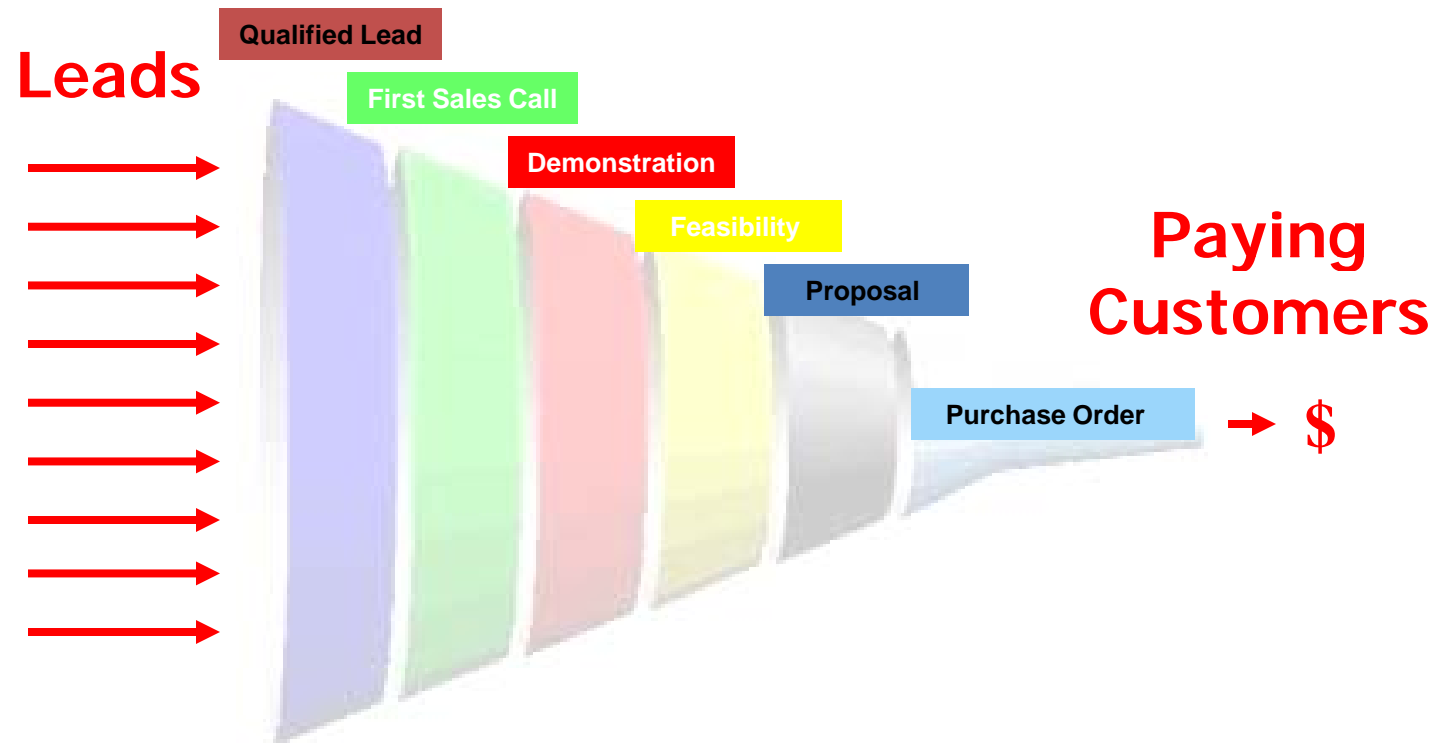 Leads
Qualified Lead
First Sales Call
Demonstration
Feasibility
Proposal
Purchase Order
Paying
Customers
$